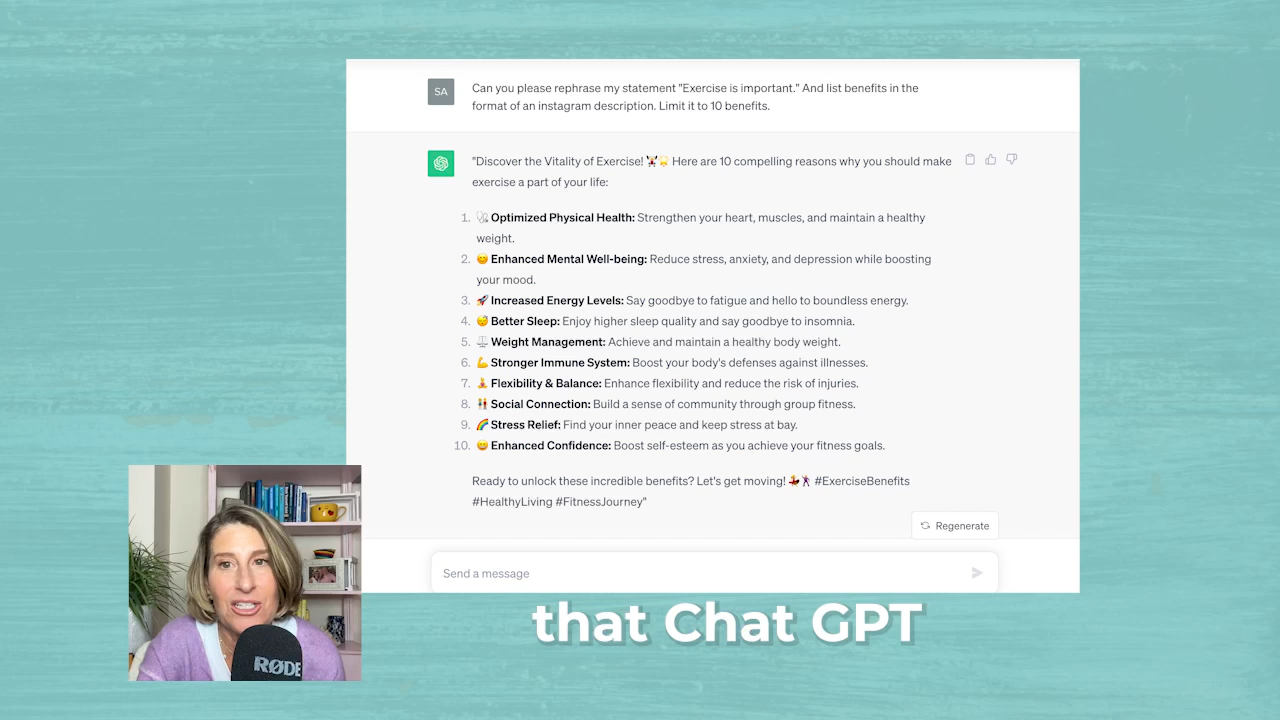 SA
Can you please rephrase my statement "Exercise is important." And list benefits in the
format of an instagram description. Limit it to 10 benefits.
"Discover the Vitality of Exercise! 🏋️🌟 Here are 10 compelling reasons why you should make
exercise a part of your life:
1. 🩺 Optimized Physical Health: Strengthen your heart, muscles, and maintain a healthy
weight.
2. 😊 Enhanced Mental Well-being: Reduce stress, anxiety, and depression while boosting
your mood.
3. 🚀 Increased Energy Levels: Say goodbye to fatigue and hello to boundless energy.
4. 😴 Better Sleep: Enjoy higher sleep quality and say goodbye to insomnia.
5. ⚖️ Weight Management: Achieve and maintain a healthy body weight.
6. 💪 Stronger Immune System: Boost your body's defenses against illnesses.
7. 🧘 Flexibility & Balance: Enhance flexibility and reduce the risk of injuries.
8. 👫 Social Connection: Build a sense of community through group fitness.
9. 🌈 Stress Relief: Find your inner peace and keep stress at bay.
10. 😄 Enhanced Confidence: Boost self-esteem as you achieve your fitness goals.
Ready to unlock these incredible benefits? Let's get moving! 💃🕺 #ExerciseBenefits
#HealthyLiving #FitnessJourney"
Regenerate
Send a message
that Chat GPT
RØDE